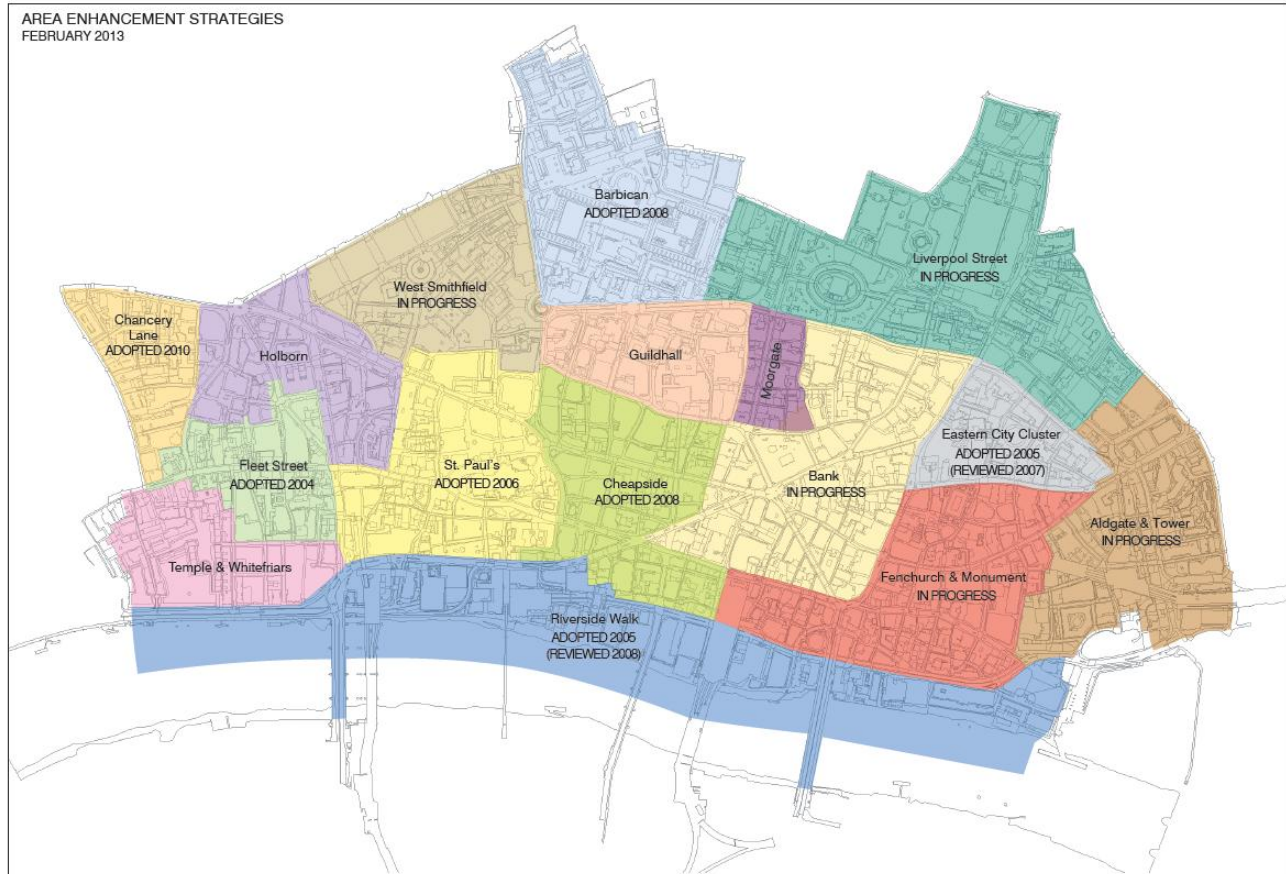 AREA ENHANCEMENT STRATEGIES
FEBRUARY 2013
Barbican
ADOPTED 2008
Liverpool Street
IN PROGRESS
West Smithfield
IN PROGRESS
Chancery
Lane
ADOPTED 2010
Holborn
Guildhall
Moorgate
Eastern City Cluster
ADOPTED 2005
(REVIEWED 2007)
Fleet Street
ADOPTED 2004
St. Paul's
ADOPTED 2006
Cheapside
ADOPTED 2008
Bank
IN PROGRESS
Aldgate & Tower
IN PROGRESS
Temple & Whitefriars
Fenchurch & Monument
IN PROGRESS
Riverside Walk
ADOPTED 2005
(REVIEWED 2008)